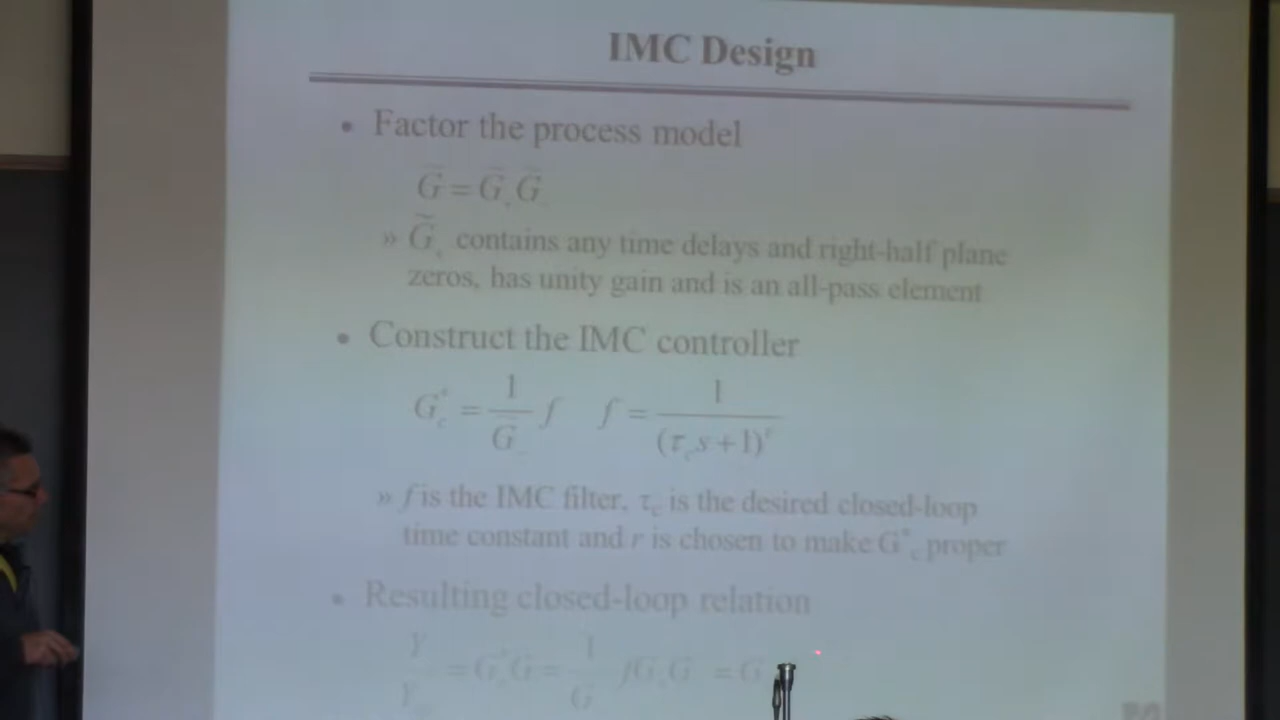 IMC Design
• Factor the process model
G̃ = G̃₊G̃
» G̃₊ contains any time delays and right-half plane
zeros, has unity gain and is an all-pass element
• Construct the IMC controller
G*c = 1/G̃₋ f   f = 1/(τc s+1)^r
» f is the IMC filter, τc is the desired closed-loop
time constant and r is chosen to make G*c proper
• Resulting closed-loop relation